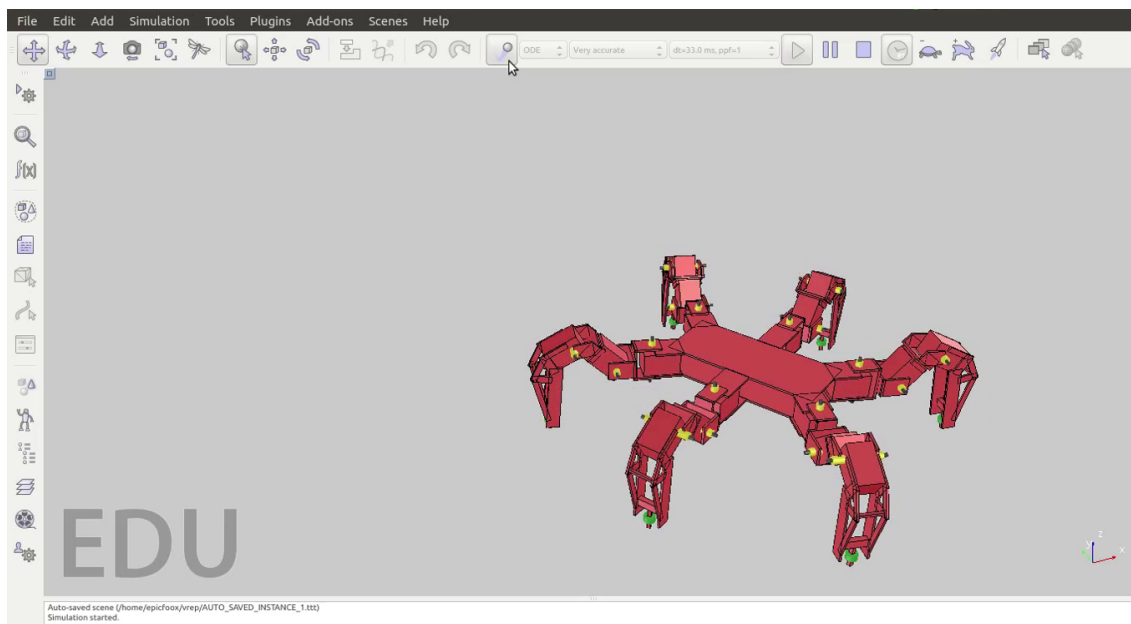 File Edit Add Simulation Tools Plugins Add-ons Scenes Help
ODE Very accurate dt=33.0 ms, ppf=1
f(x)
EDU
z
y x
Auto-saved scene (/home/epicfoox/vrep/AUTO_SAVED_INSTANCE_1.ttt)
Simulation started.